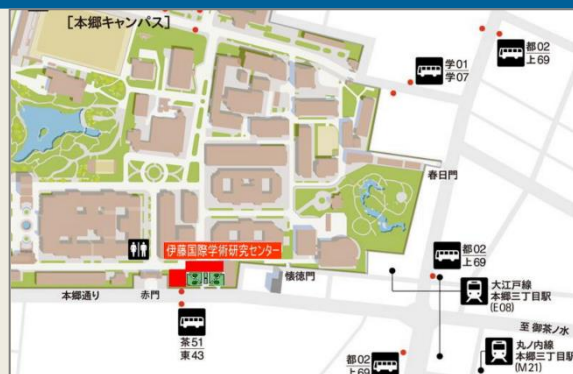 [本郷キャンパス]
都02
上69
学01
学07
春日門
伊藤国際学術研究センター
都02
上69
懐徳門
大江戸線
本郷三丁目駅
(E08)
本郷通り
赤門
至 御茶ノ水
茶51
東43
丸ノ内線
本郷三丁目駅
(M21)
都02
上69